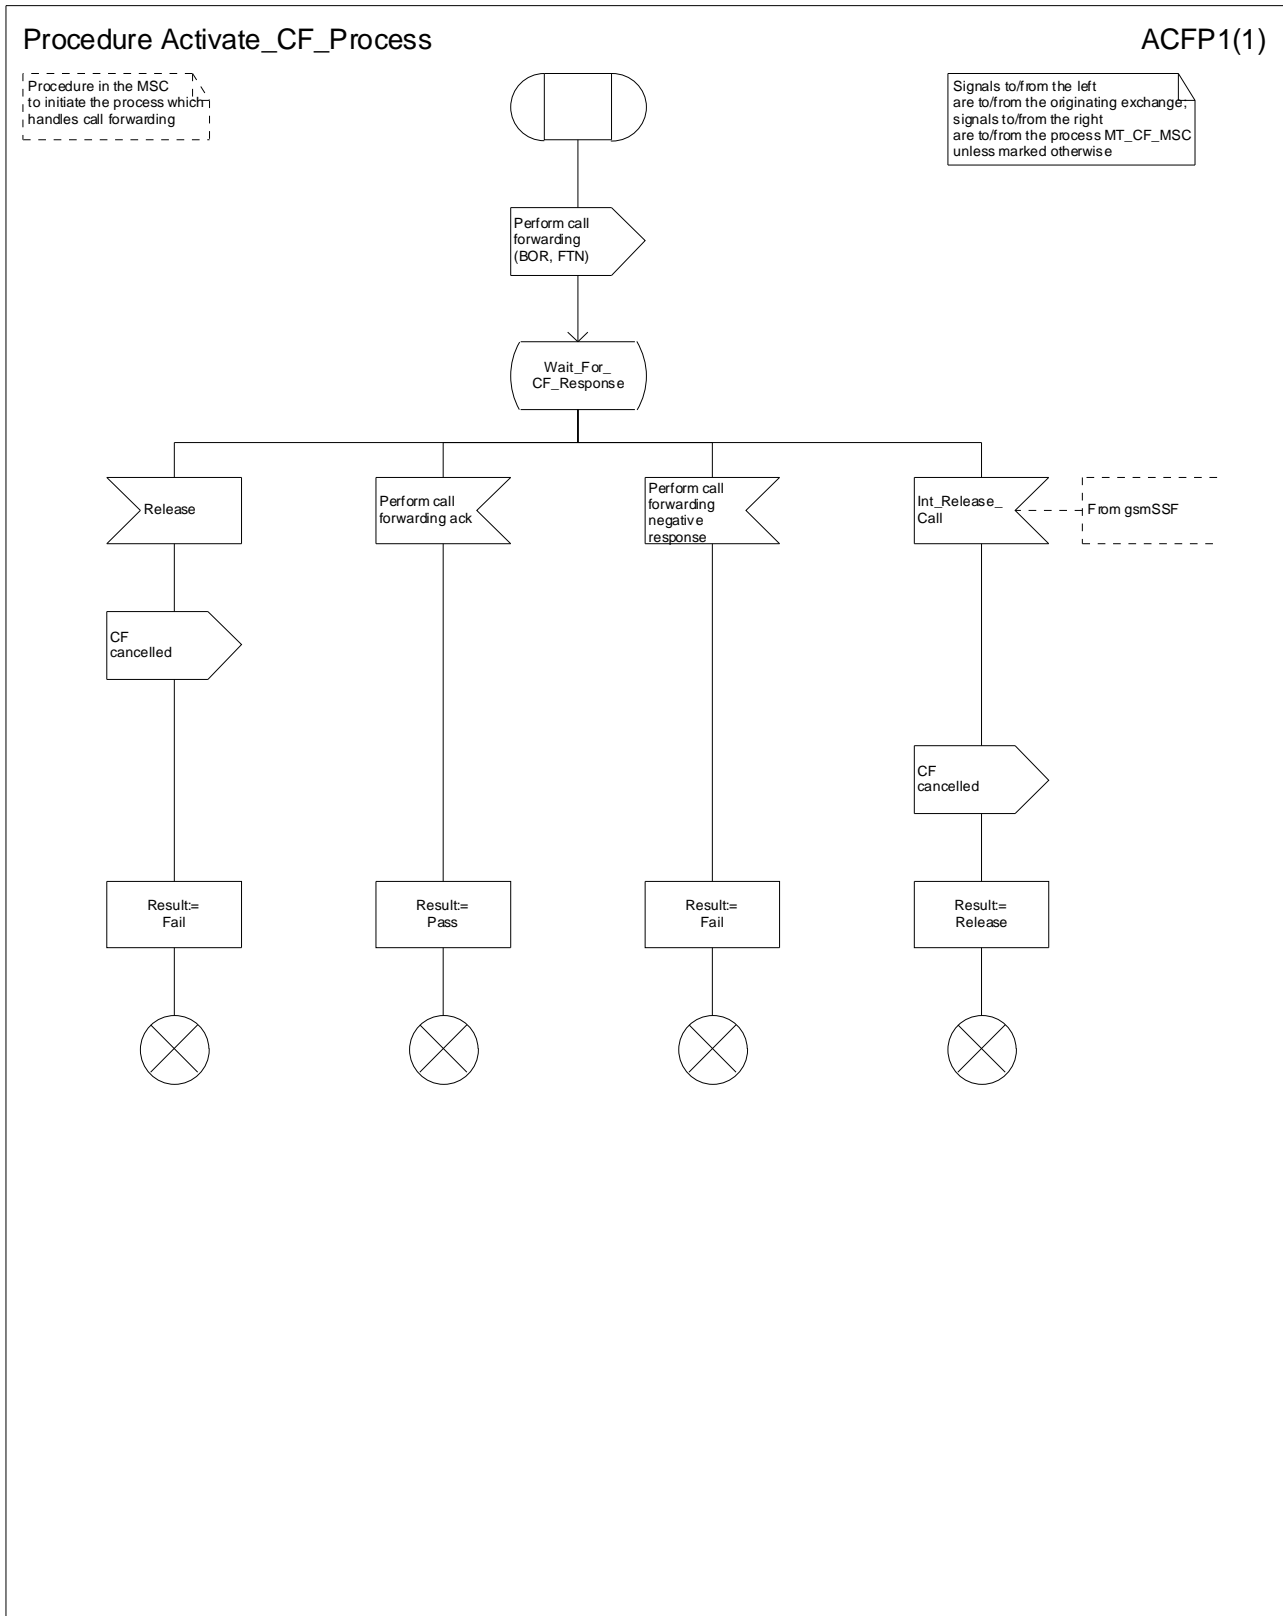 Procedure Activate_CF_Process
ACFP1(1)
Procedure in the MSC
to initiate the process which
handles call forwarding
Signals to/from the left
are to/from the originating exchange;
signals to/from the right
are to/from the process MT_CF_MSC
unless marked otherwise
Perform call
forwarding
(BOR, FTN)
Wait_For_
CF_Response
Release
Perform call
forwarding ack
Perform call
forwarding
negative
response
Int_Release_
Call
From gsmSSF
CF
cancelled
CF
cancelled
Result:=
Fail
Result:=
Pass
Result:=
Fail
Result:=
Release